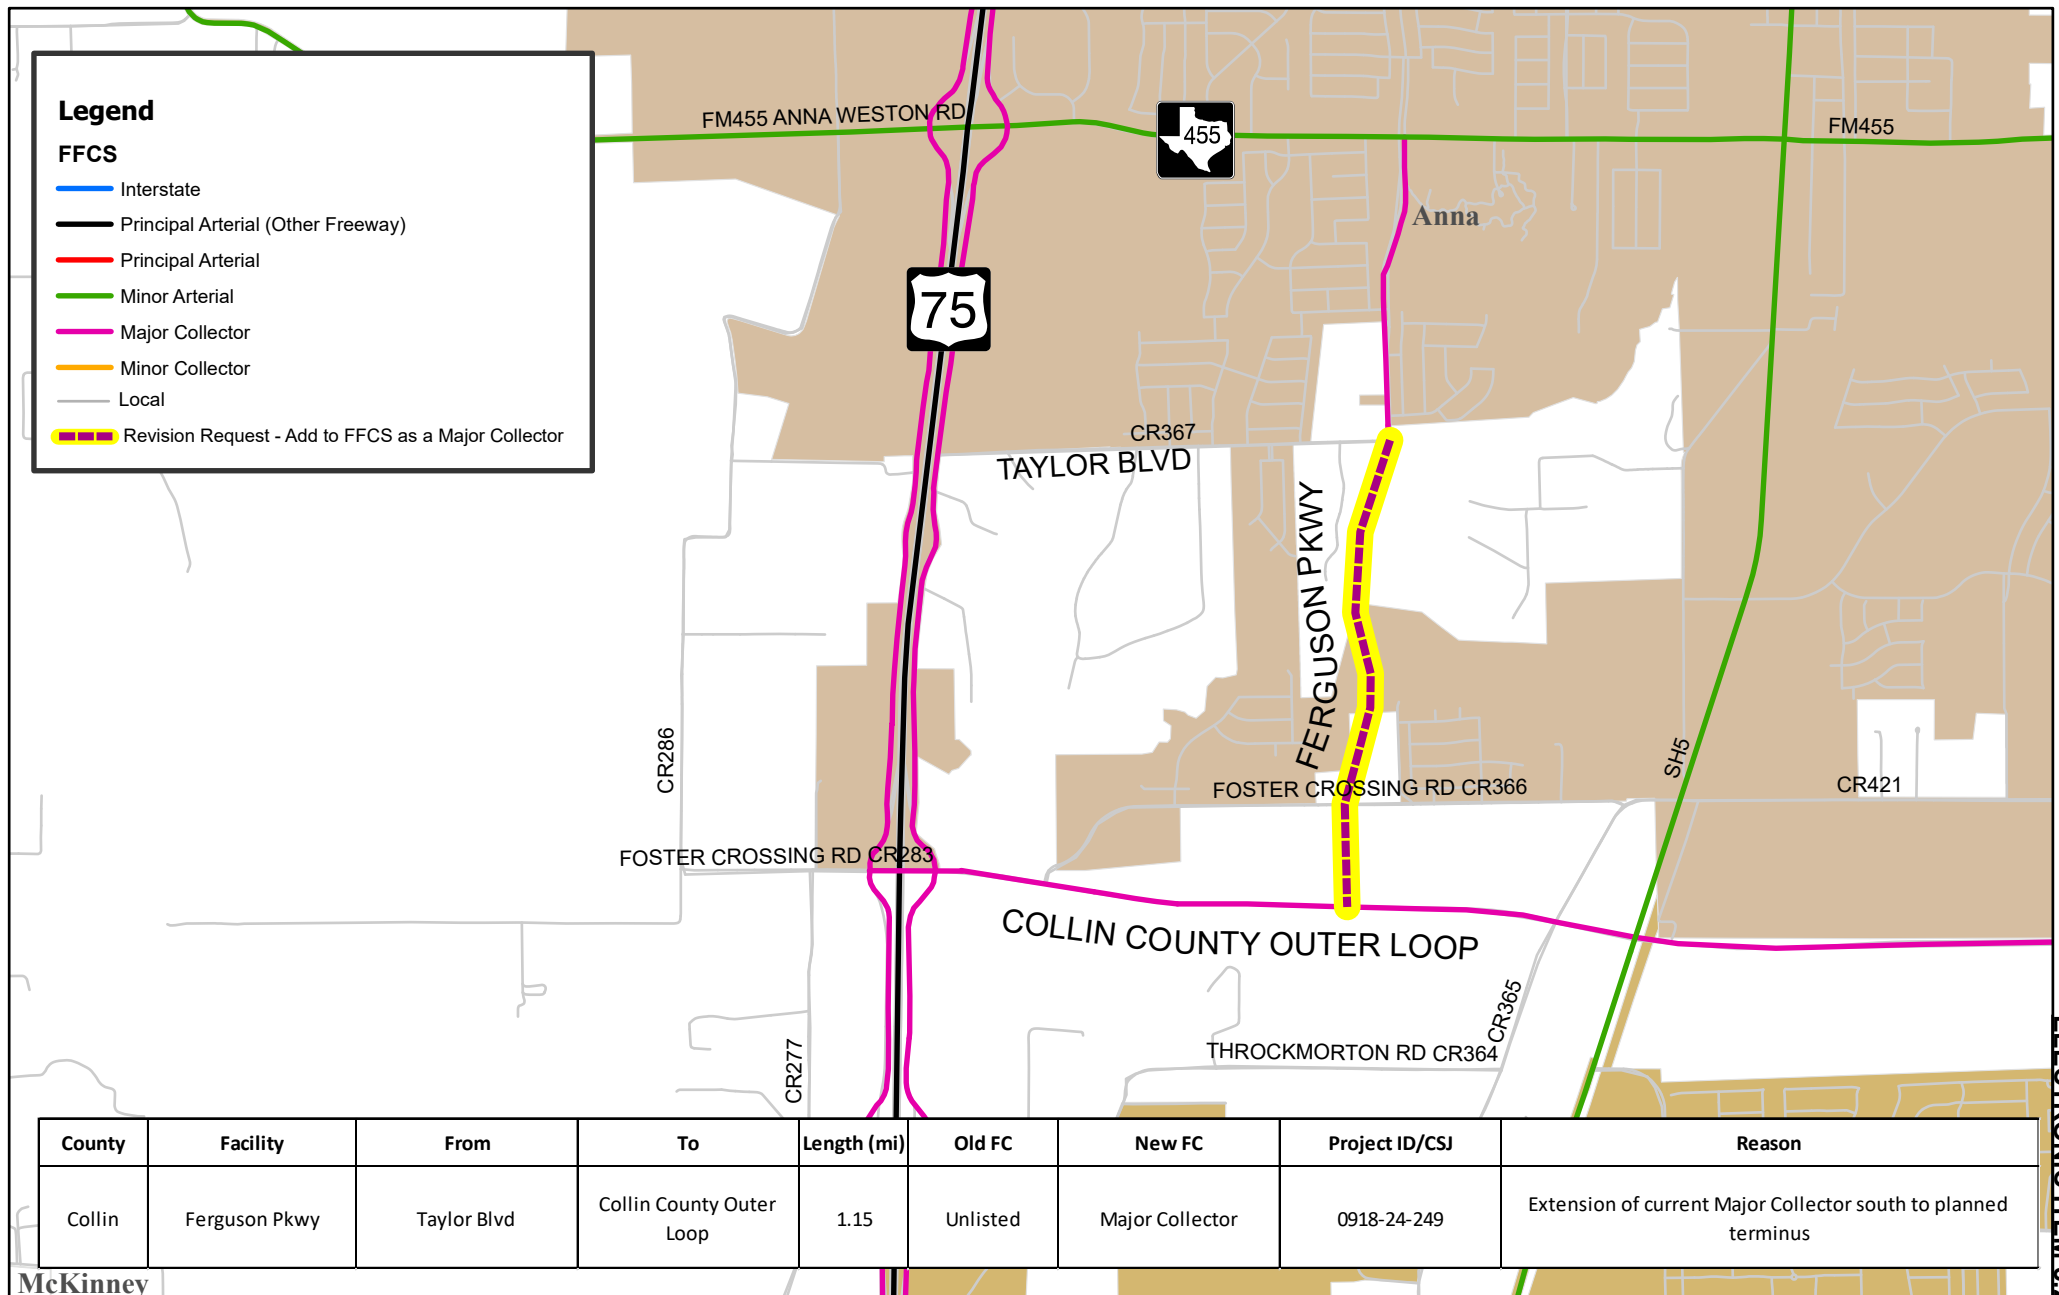 Legend
FFCS
Interstate
Principal Arterial (Other Freeway)
Principal Arterial
Minor Arterial
Major Collector
Minor Collector
Local
Revision Request - Add to FFCS as a Major Collector
FM455 ANNA WESTON RD
455
FM455
Anna
75
CR367
TAYLOR BLVD
FERGUSON PKWY
CR286
SH5
FOSTER CROSSING RD CR366
CR421
FOSTER CROSSING RD CR283
COLLIN COUNTY OUTER LOOP
CR365
THROCKMORTON RD CR364
CR277
County Facility From To Length (mi) Old FC New FC Project ID/CSJ Reason
Collin Ferguson Pkwy Taylor Blvd Collin County Outer Loop 1.15 Unlisted Major Collector 0918-24-249 Extension of current Major Collector south to planned
terminus
McKinney